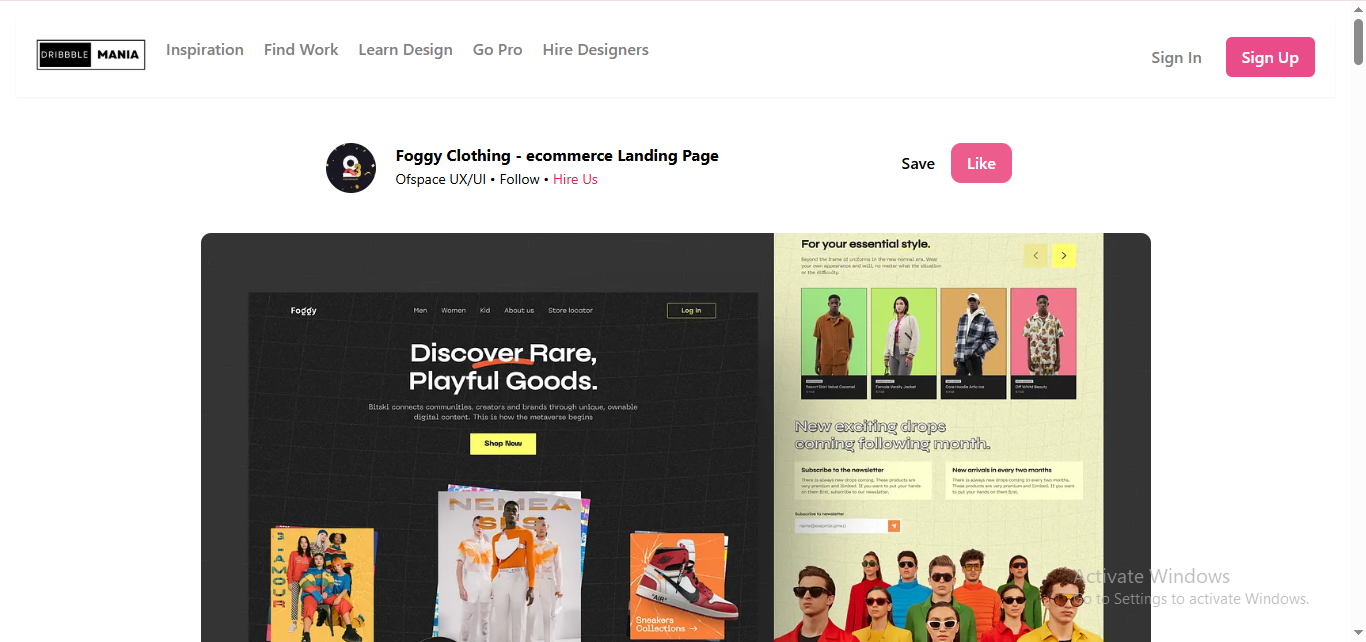 DRIBBBLE MANIA
Inspiration Find Work Learn Design Go Pro Hire Designers
Sign In Sign Up
Foggy Clothing - ecommerce Landing Page
Ofspace UX/UI • Follow • Hire Us
Save Like
Foggy
Men Women Kid About us Store locator
Log In
Discover Rare,
Playful Goods.
Bitski connects communities, creators and brands through unique, ownable
digital content. This is how the metaverse begins
Shop Now
NEMEA
SIS
Sneakers
Collections →
"AIR"
For your essential style.
Beyond the frame of uniforms in the new normal era. Wear
your own appearance and will, no matter what the situation
or the difficulty.
New exciting drops
coming following month.
Subscribe to the newsletter
There is always new drops coming. These products are
very premium and limited. If you want to put your hands
on them first, subscribe to our newsletter.
New arrivals in every two months
There is always new drops coming. These products are
very premium and limited. If you want to put your hands
on them first.
Subscribe to newsletter
Activate Windows
Go to Settings to activate Windows.